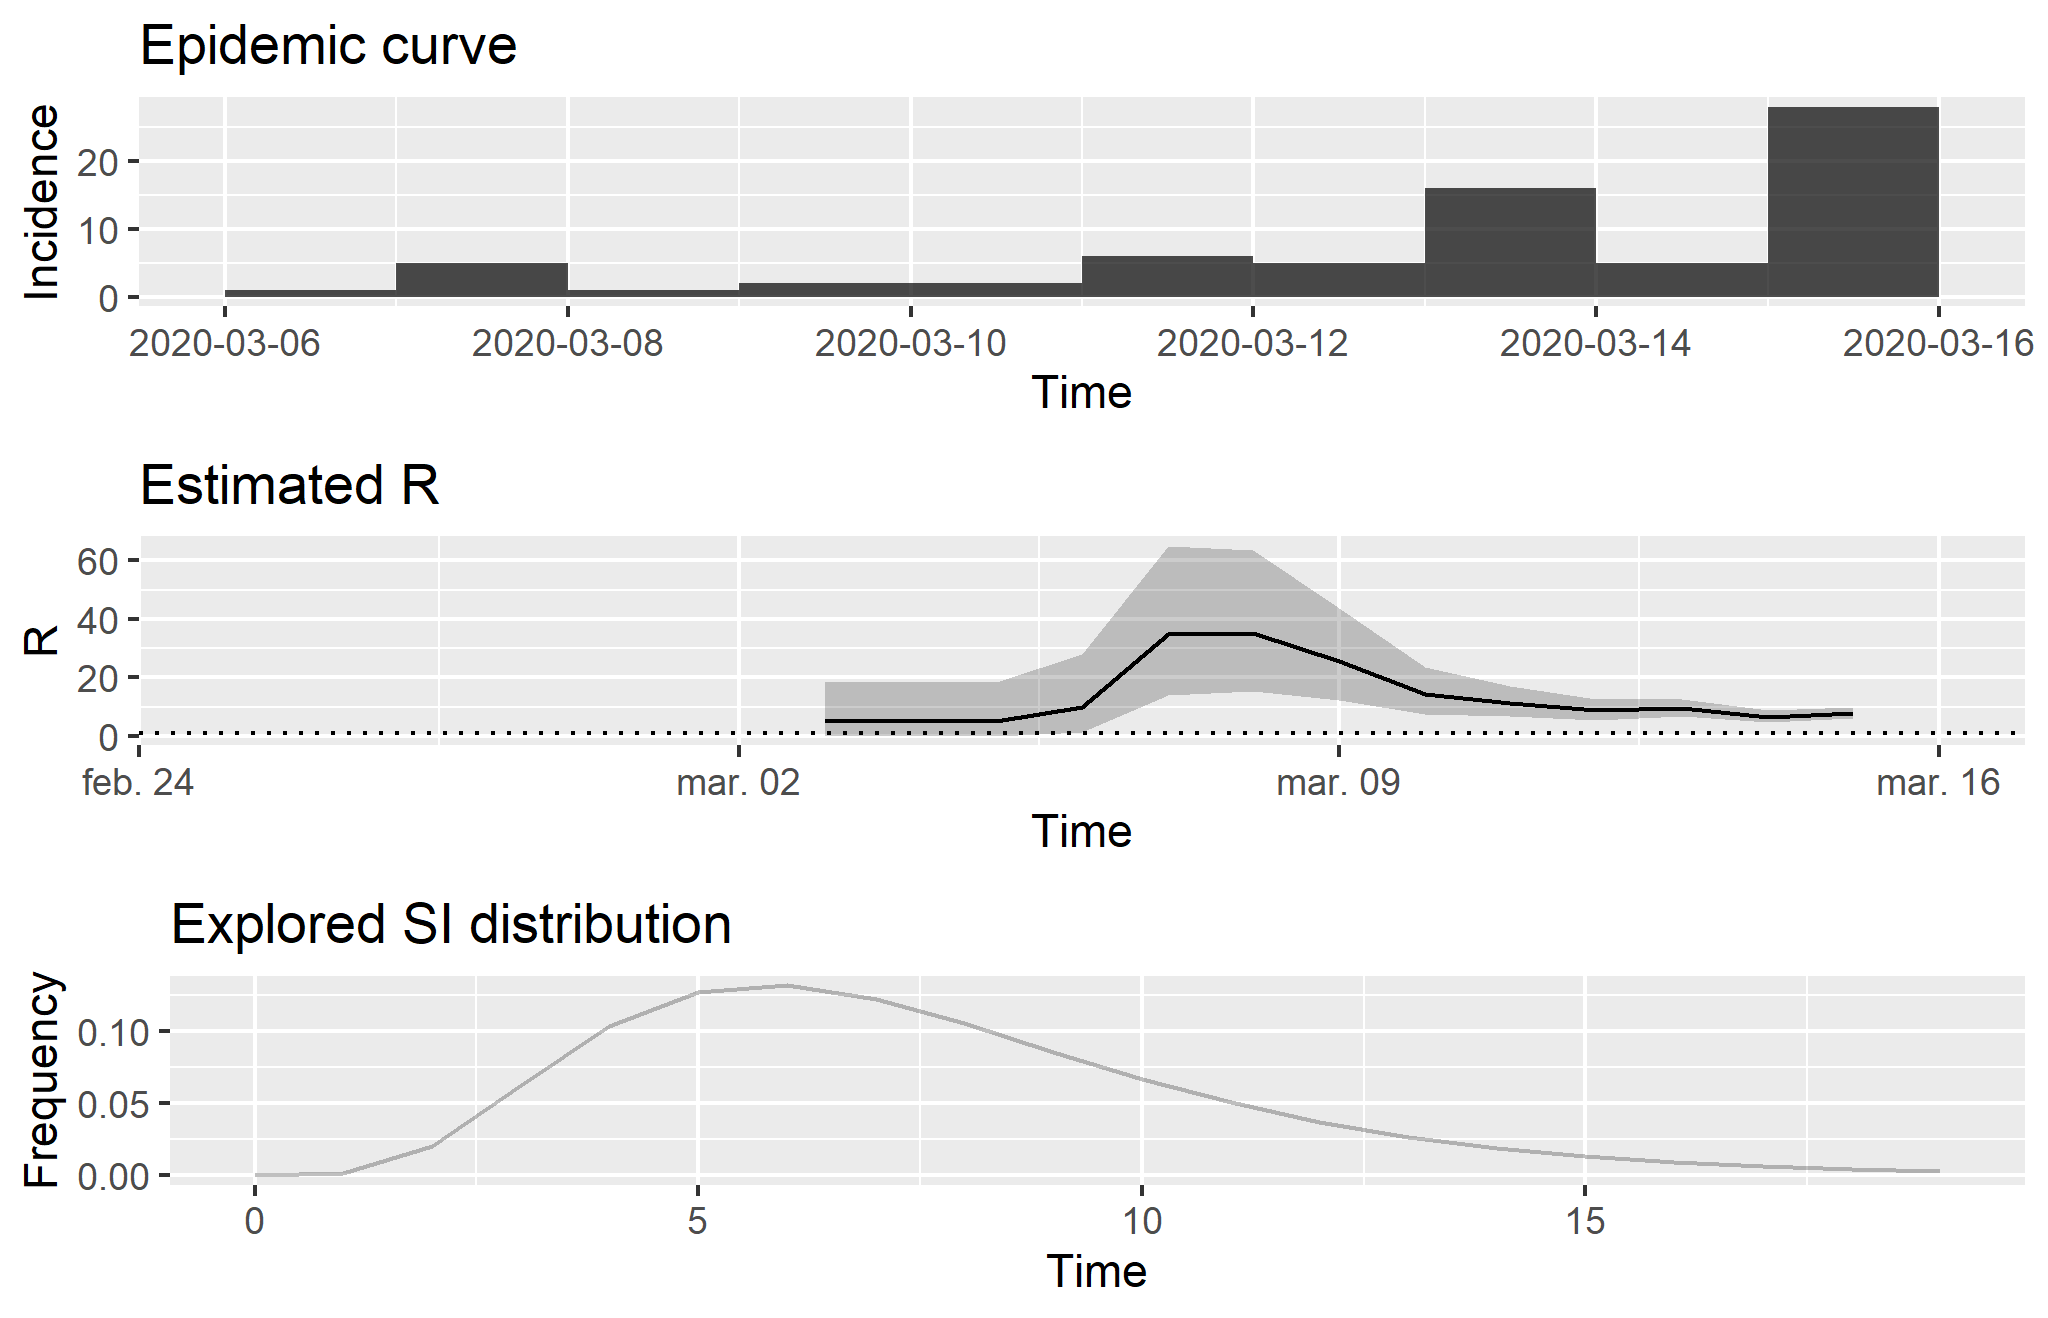 Epidemic curve
Incidence
20
10
0
2020-03-06 2020-03-08 2020-03-10 2020-03-12 2020-03-14 2020-03-16
Time
Estimated R
R
60
40
20
0
feb. 24 mar. 02 mar. 09 mar. 16
Time
Explored SI distribution
Frequency
0.10
0.05
0.00
0 5 10 15
Time